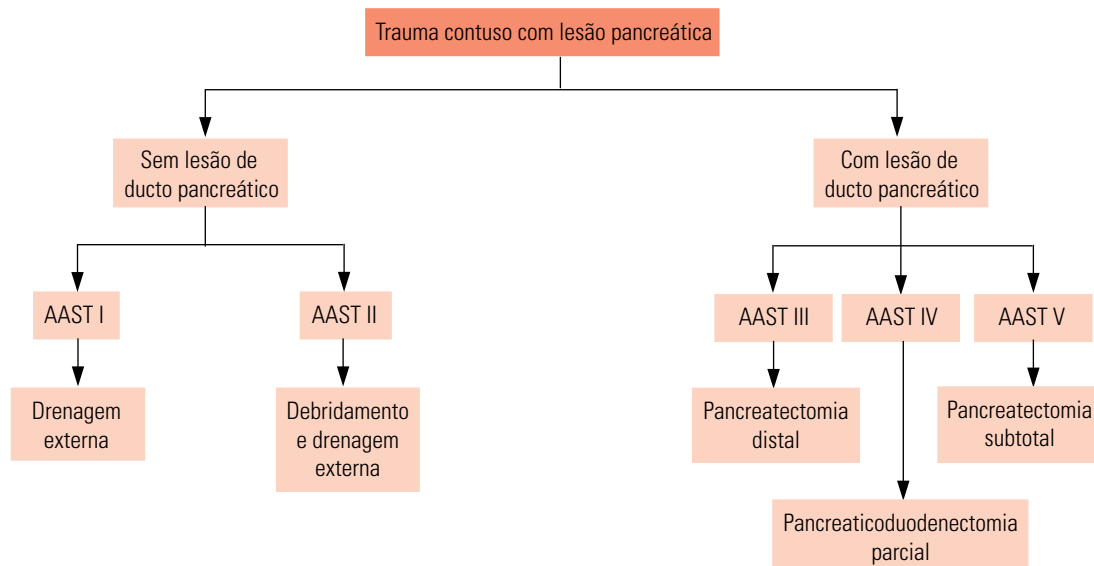 Trauma contuso com lesão pancreática
Sem lesão de
ducto pancreático
Com lesão de
ducto pancreático
AAST I
AAST II
AAST III
AAST IV
AAST V
Drenagem
externa
Debridamento
e drenagem
externa
Pancreatectomia
distal
Pancreatectomia
subtotal
Pancreaticoduodenectomia
parcial